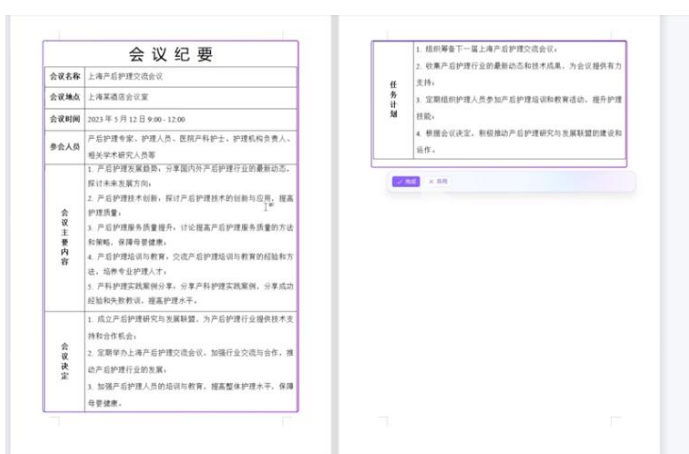 会议纪要
会议名称 上海产后护理交流会议
会议地点 上海某酒店会议室
会议时间 2023年5月12日 9:00-12:00
参会人员 产后护理专家、护理人员、医院产科护士、护理机构负责人、
相关学术研究人员等
会议主要内容
1. 产后护理发展趋势：分享国内外产后护理行业的最新动态，
探讨未来发展方向；
2. 产后护理技术创新：探讨产后护理技术的创新与应用，提高
护理质量；
3. 产后护理服务质量提升：讨论提高产后护理服务质量的方法
和策略，保障母婴健康；
4. 产后护理培训与教育：交流产后护理培训与教育的经验和方
法，培养专业护理人才；
5. 产科护理实践案例分享：分享产科护理实践案例，分享成功
经验和失败教训，提高护理水平。
会议决定
1. 成立产后护理研究与发展联盟，为产后护理行业提供技术支
持和合作机会；
2. 定期举办上海产后护理交流会议，加强行业交流与合作，推
动产后护理行业的发展；
3. 加强产后护理人员的培训与教育，提高整体护理水平，保障
母婴健康。
任务计划
1. 组织筹备下一届上海产后护理交流会议；
2. 收集产后护理行业的最新动态和技术成果，为会议提供有力
支持；
3. 定期组织护理人员参加产后护理培训和教育活动，提升护理
技能；
4. 根据会议决定，积极推动产后护理研究与发展联盟的建设和
运作。
完成 弃用